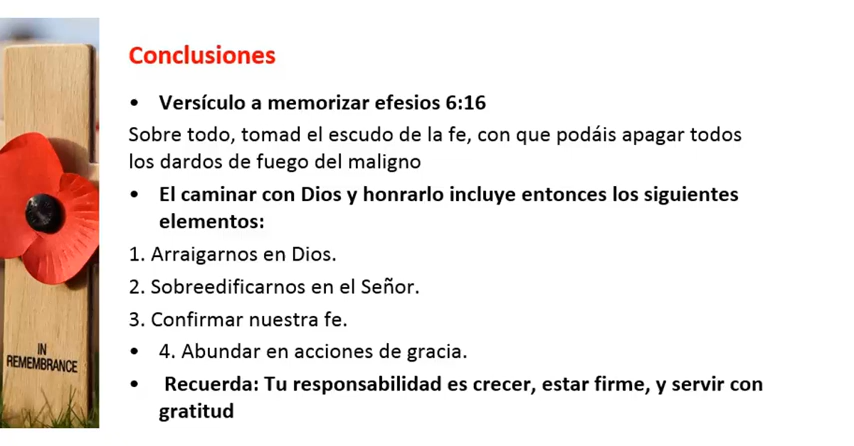 Conclusiones
• Versículo a memorizar efesios 6:16
Sobre todo, tomad el escudo de la fe, con que podáis apagar todos
los dardos de fuego del maligno
• El caminar con Dios y honrarlo incluye entonces los siguientes
elementos:
1. Arraigarnos en Dios.
2. Sobreedificarnos en el Señor.
3. Confirmar nuestra fe.
• 4. Abundar en acciones de gracia.
• Recuerda: Tu responsabilidad es crecer, estar firme, y servir con
gratitud
IN
REMEMBRANCE